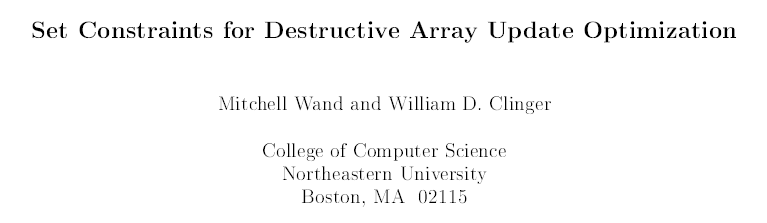 Set Constraints for Destructive Array Update Optimization
Mitchell Wand and William D. Clinger
College of Computer Science
Northeastern University
Boston, MA 02115